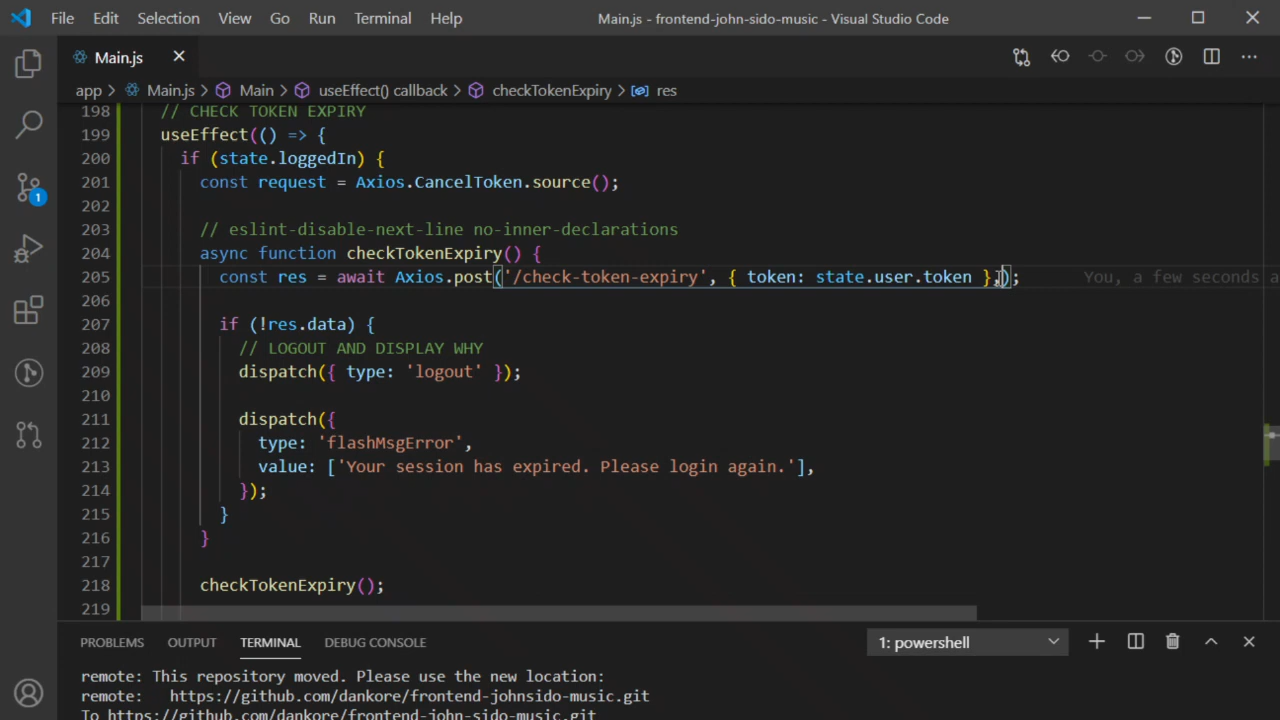 File Edit Selection View Go Run Terminal Help Main.js - frontend-john-sido-music - Visual Studio Code
Main.js
app > Main.js > Main > useEffect() callback > checkTokenExpiry > res
198 // CHECK TOKEN EXPIRY
199 useEffect(() => {
200 if (state.loggedIn) {
201 const request = Axios.CancelToken.source();
202
203 // eslint-disable-next-line no-inner-declarations
204 async function checkTokenExpiry() {
205 const res = await Axios.post('/check-token-expiry', { token: state.user.token },); You, a few seconds a
206
207 if (!res.data) {
208 // LOGOUT AND DISPLAY WHY
209 dispatch({ type: 'logout' });
210
211 dispatch({
212 type: 'flashMsgError',
213 value: ['Your session has expired. Please login again.'],
214 });
215 }
216 }
217
218 checkTokenExpiry();
219
1
PROBLEMS OUTPUT TERMINAL DEBUG CONSOLE 1: powershell
remote: This repository moved. Please use the new location:
remote: https://github.com/dankore/frontend-johnsido-music.git
To https://github.com/dankore/frontend-john-sido-music.git